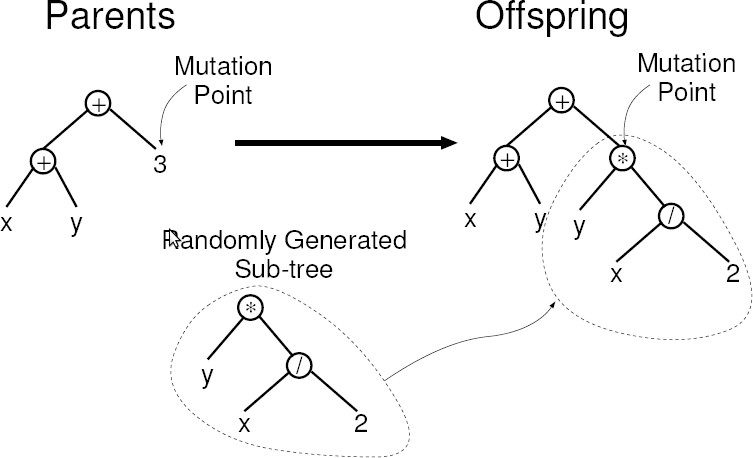 Parents
Offspring
Mutation
Point
Mutation
Point
+
+
3
x
y
+
+
*
x
y
y
/
x
2
Randomly Generated
Sub-tree
*
y
/
x
2